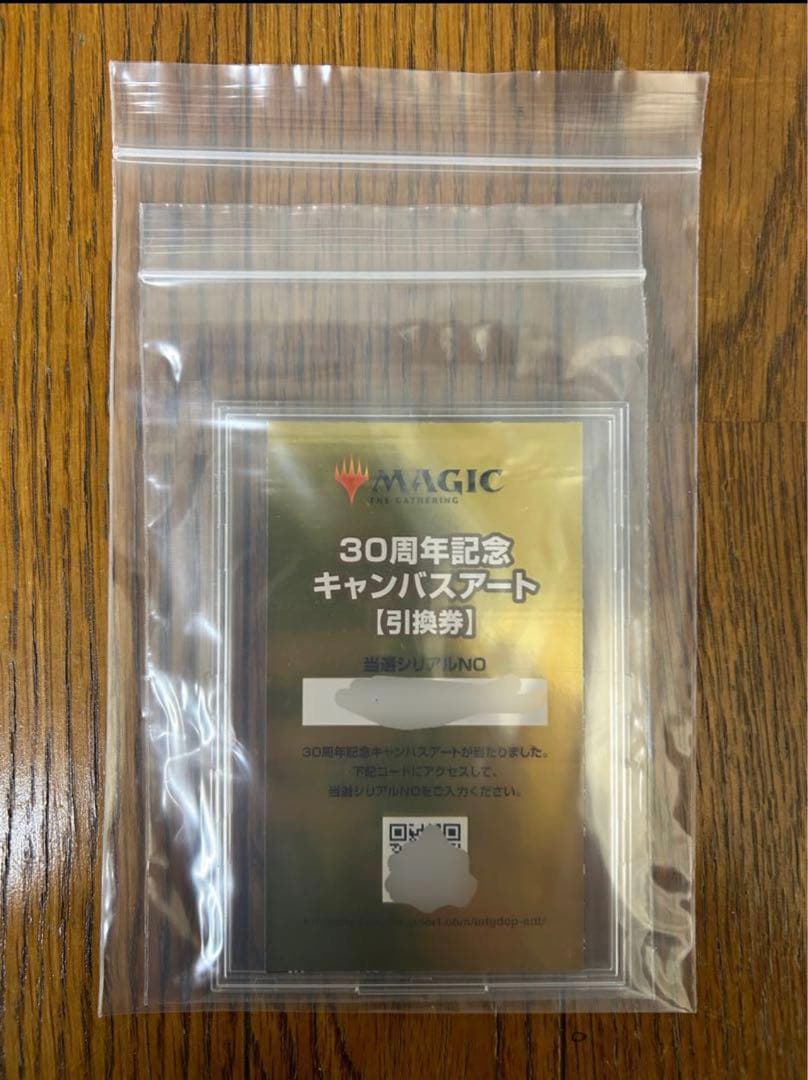 MAGIC
THE GATHERING
30周年記念
キャンバスアート
【引換券】
当選シリアルNO
30周年記念キャンバスアートが当たりました。
下記コードにアクセスして、
当選シリアルNOをご入力ください。